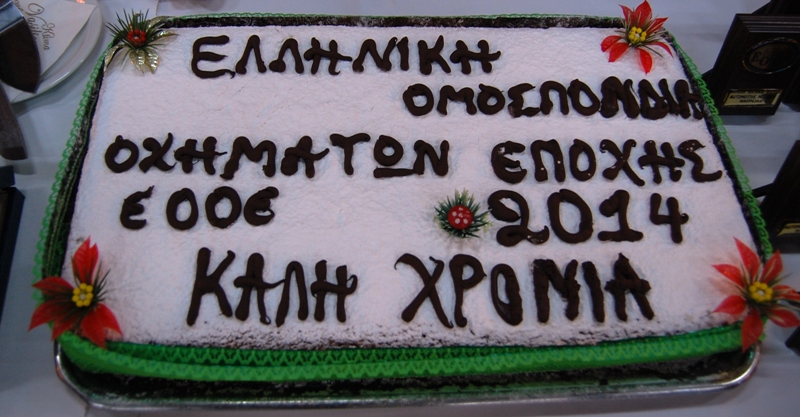 ΕΛΛΗΝΙΚΗ
ΟΜΟΣΠΟΝΔΙΑ
ΟΧΗΜΑΤΩΝ ΕΠΟΧΗΣ
ΕΟΟΕ 2014
ΚΑΛΗ ΧΡΟΝΙΑ